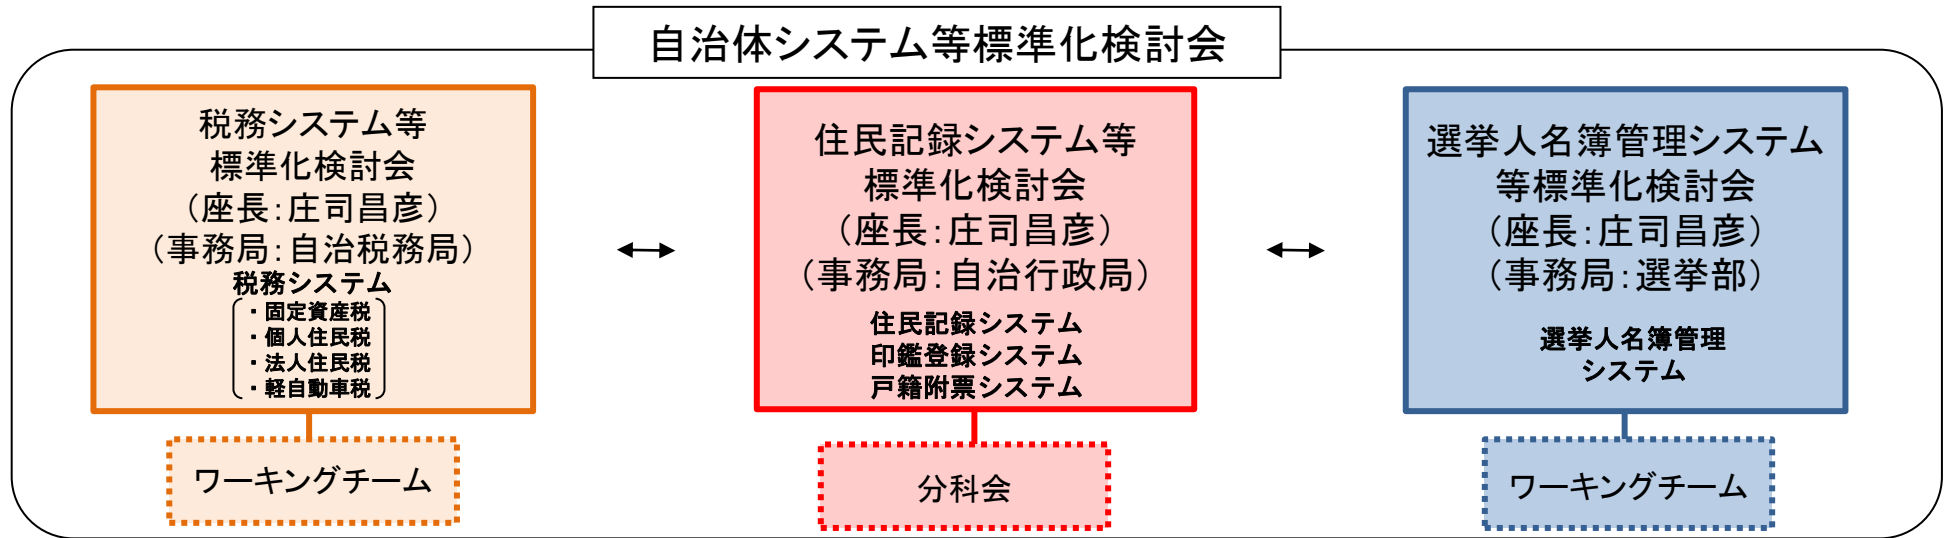 自治体システム等標準化検討会
税務システム等
標準化検討会
（座長：庄司昌彦）
（事務局：自治税務局）
税務システム
・固定資産税
・個人住民税
・法人住民税
・軽自動車税
ワーキングチーム
住民記録システム等
標準化検討会
（座長：庄司昌彦）
（事務局：自治行政局）
住民記録システム
印鑑登録システム
戸籍附票システム
分科会
選挙人名簿管理システム
等標準化検討会
（座長：庄司昌彦）
（事務局：選挙部）
選挙人名簿管理
システム
ワーキングチーム